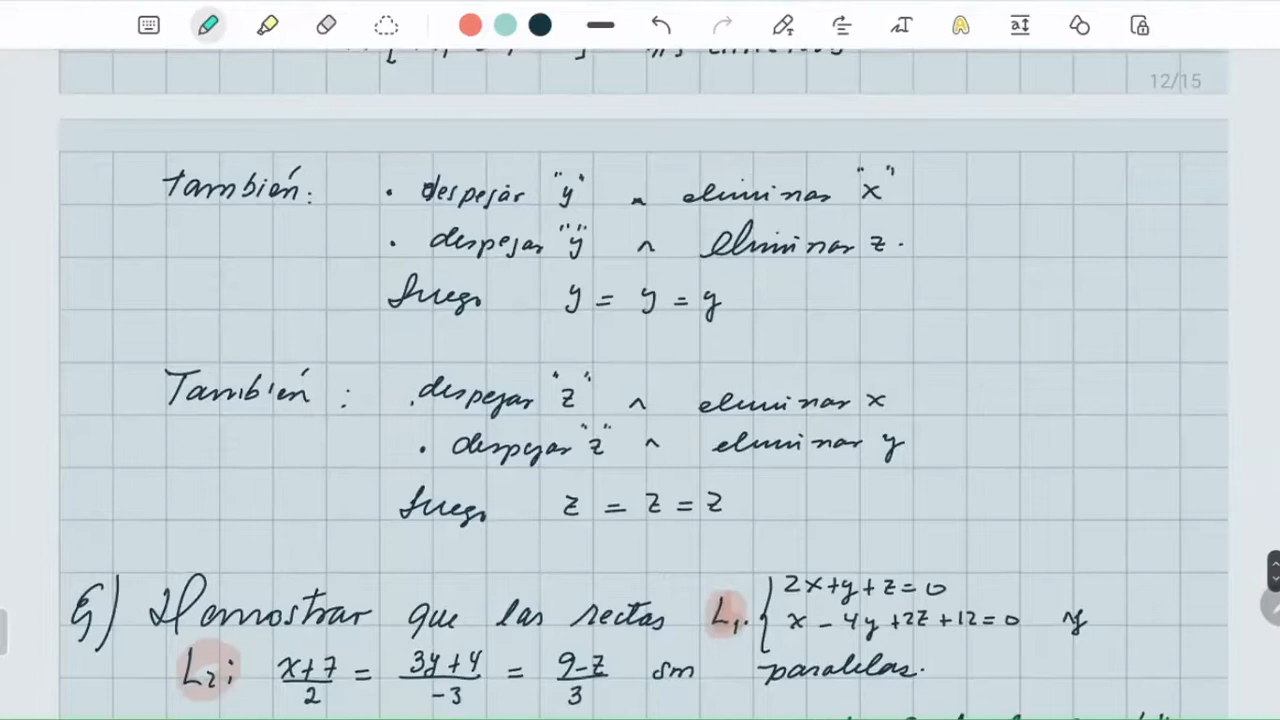 12/15
También: • despejar "y" ∧ eliminar "x"
• despejar "y" ∧ eliminar z.
Luego y = y = y
También: • despejar "z" ∧ eliminar x
• despejar "z" ∧ eliminar y
Luego z = z = z
) Demostrar que las rectas L₁: { 2x+y+z=0
x - 4y + 2z + 12 = 0 y
L₂: (x+7)/2 = (3y+4)/-3 = (9-z)/3 son paralelas.